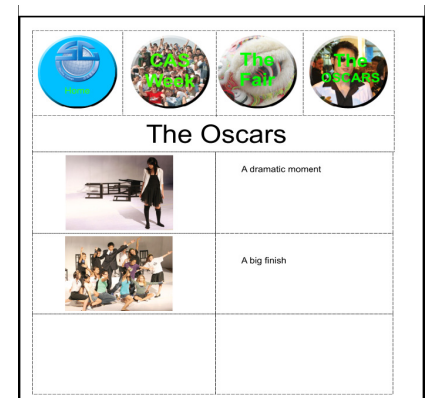 Home
CAS
Week
The
Fair
The
OSCARS
The Oscars
A dramatic moment
A big finish